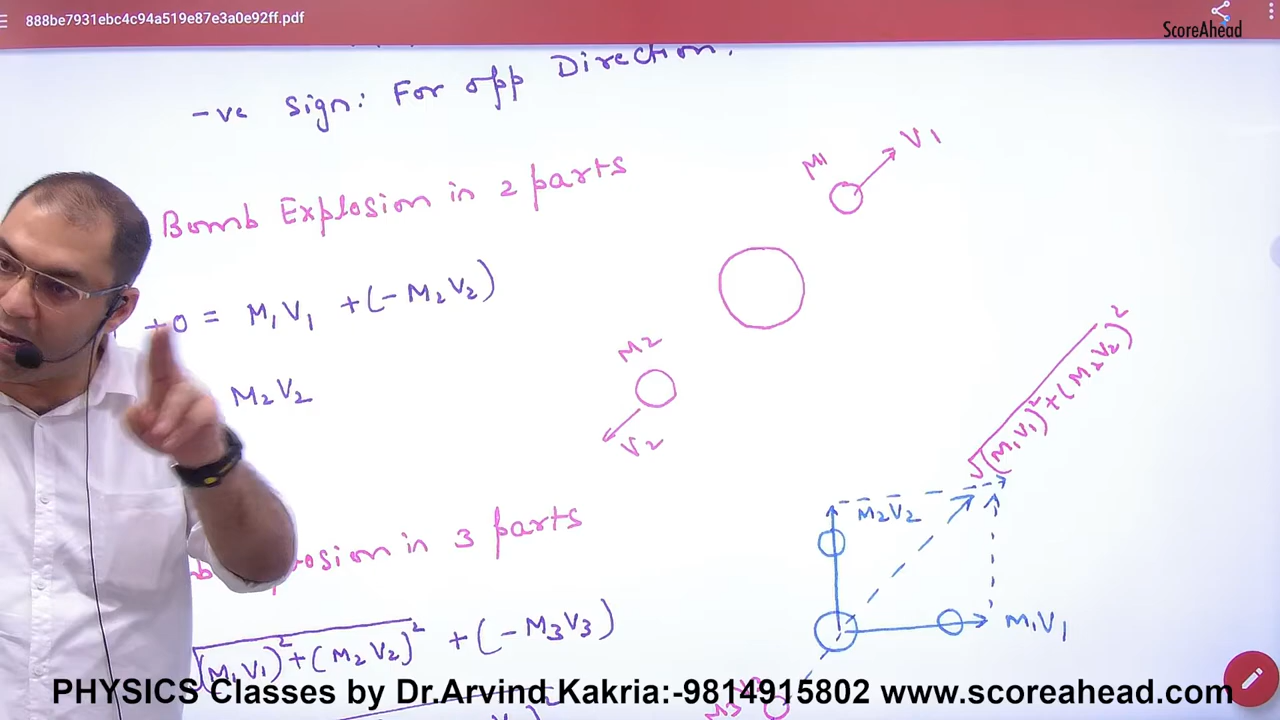 888be7931ebc4c94a519e87e3a0e92ff.pdf
ScoreAhead
-ve sign: For opp Direction.
Bomb Explosion in 2 parts
M1
V1
+0 = M₁V₁ +(-M₂V₂)
M₂V₂
M2
V2
√(M₁V₁)²+(M₂V₂)²
M₂V₂
M₁V₁
in 3 parts
√(M₁V₁)²+(M₂V₂)² +(-M₃V₃)
PHYSICS Classes by Dr.Arvind Kakria:-9814915802 www.scoreahead.com